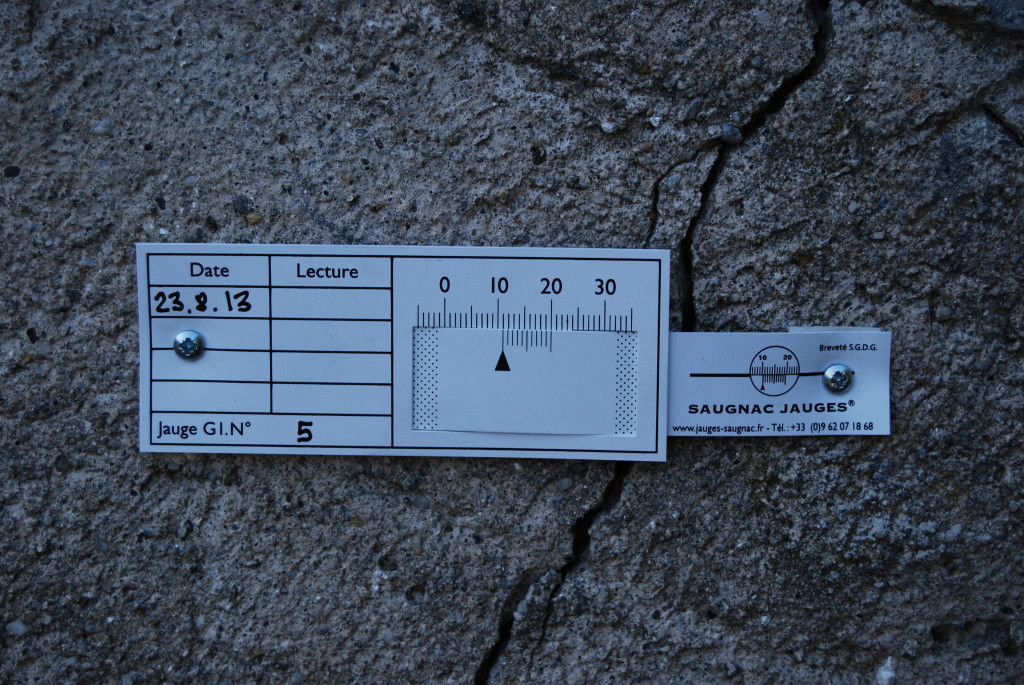 Date Lecture
23.8.13
Jauge G1.N° 5
0 10 20 30
10 20
Breveté S.G.D.G.
SAUGNAC JAUGES®
www.jauges-saugnac.fr - Tél. : +33 (0)9 62 07 18 68